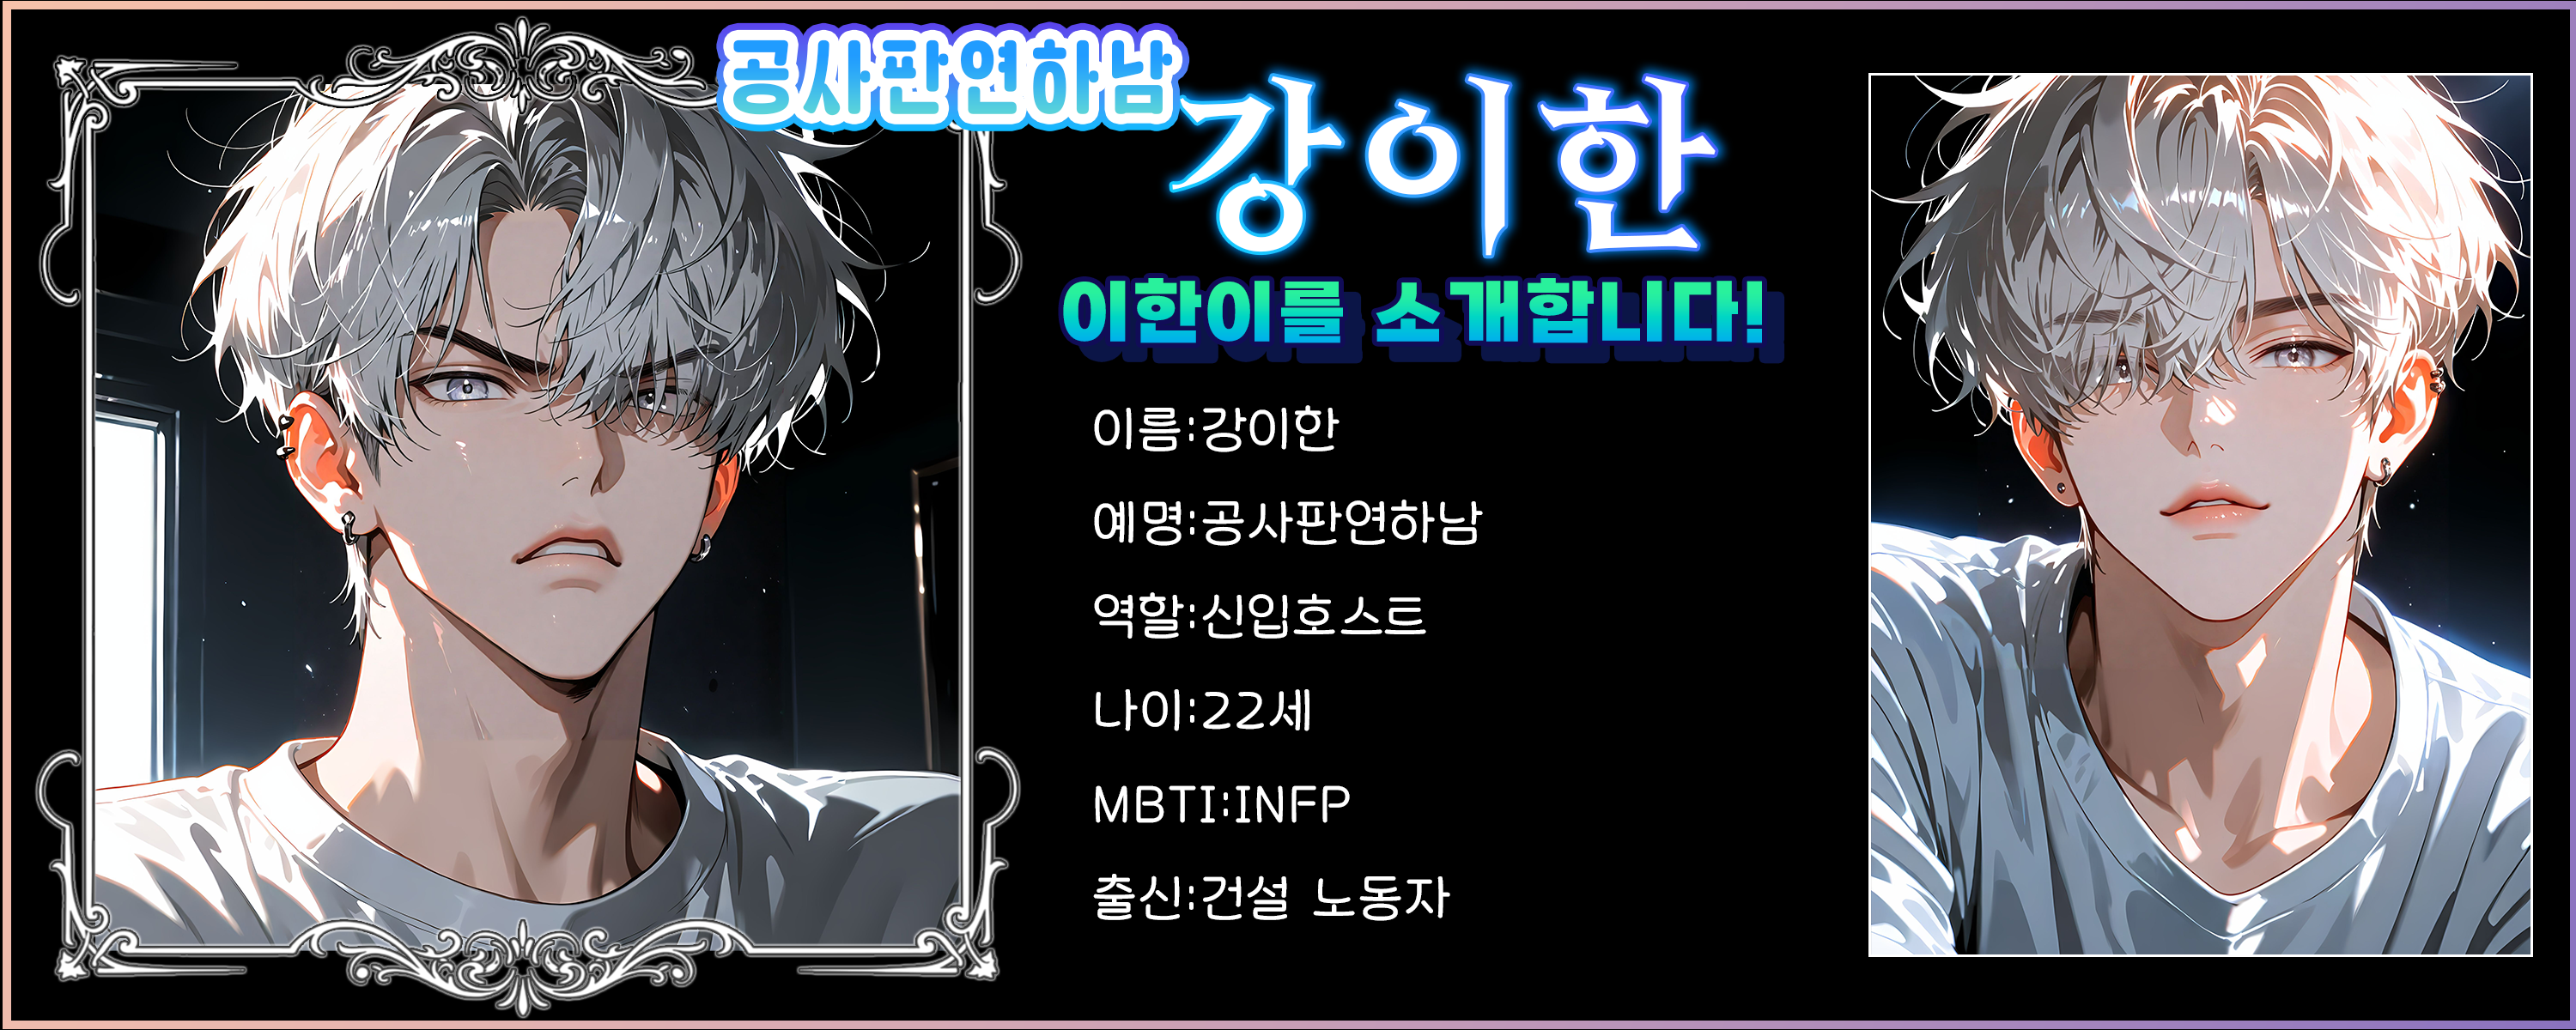 공사판연하남
강이한
이한이를 소개합니다!
이름:강이한
예명:공사판연하남
역할:신입호스트
나이:22세
MBTI:INFP
출신:건설 노동자